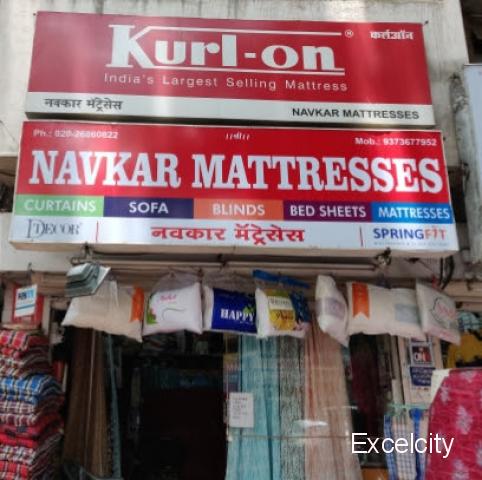 Kurl-on® कर्लऑन
India's Largest Selling Mattress
नवकार मॅट्रेसेस NAVKAR MATTRESSES
।।श्री।।
Ph.: 020-26860822 Mob.: 9373677952
NAVKAR MATTRESSES
CURTAINS SOFA BLINDS BED SHEETS MATTRESSES
D'DECOR नवकार मॅट्रेसेस SPRINGFIT
HAPPY
Excelcity